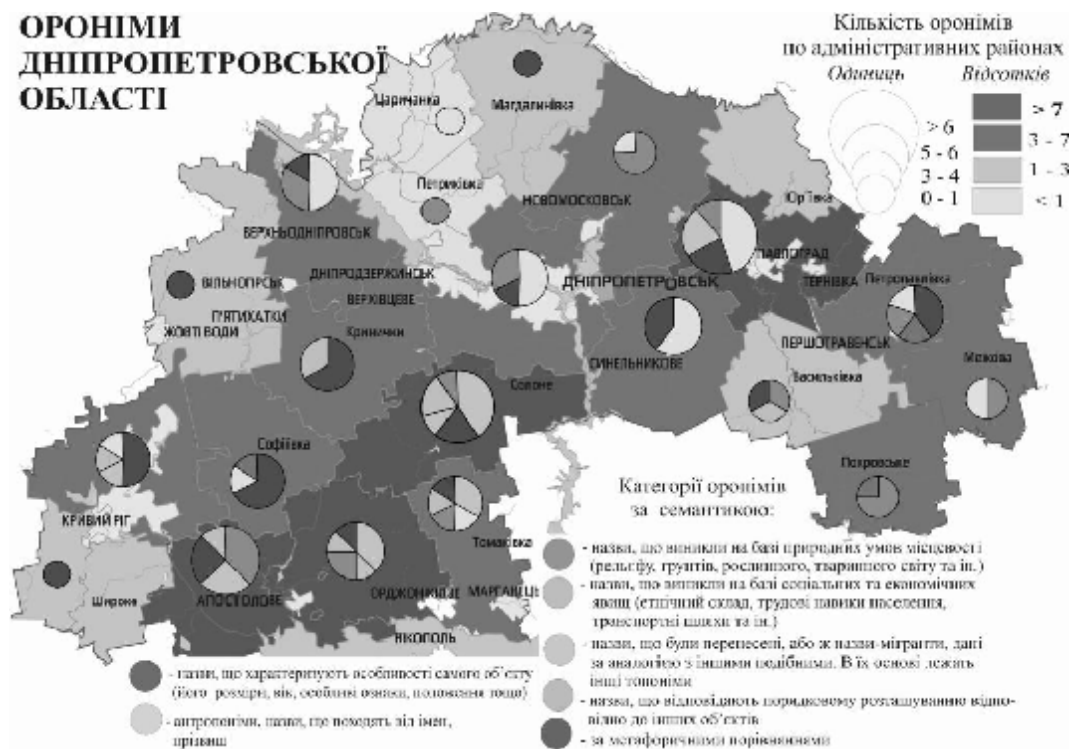 ОРОНІМИ
ДНІПРОПЕТРОВСЬКОЇ
ОБЛАСТІ
Кількість оронімів
по адміністративних районах
Одиниць Відсотків
> 6
5 - 6
3 - 4
0 - 1
> 7
3 - 7
1 - 3
< 1
Царичанка
Магдалинівка
Петриківка
НОВОМОСКОВСЬК
Юр'ївка
ВЕРХНЬОДНІПРОВСЬК
ПАВЛОГРАД
ДНІПРОДЗЕРЖИНСЬК
ДНІПРОПЕТРОВСЬК
ТЕРНІВКА
Петропавлівка
ВІЛЬНОГІРСЬК
ВЕРХІВЦЕВЕ
П'ЯТИХАТКИ
ЖОВТІ ВОДИ
Кринички
СИНЕЛЬНИКОВЕ
ПЕРШОТРАВЕНСЬК
Межова
Васильківка
Солоне
Софіївка
Покровське
КРИВИЙ РІГ
Томаківка
Широке
АПОСТОЛОВЕ
ОРДЖОНІКІДЗЕ
МАРГАНЕЦЬ
НІКОПОЛЬ
Категорії оронімів
за семантикою:
- назви, що виникли на базі природних умов місцевості
(рельєфу, ґрунтів, рослинного, тваринного світу та ін.)
- назви, що виникли на базі соціальних та економічних
явищ (етнічний склад, трудові навики населення,
транспортні шляхи та ін.)
- назви, що були перенесені, або ж назви-мігранти, дані
за аналогією з іншими подібними. В їх основі лежать
інші топоніми
- назви, що відповідають порядковому розташуванню відпо-
відно до інших об'єктів
- за метафоричними порівняннями
- назви, що характеризують особливості самого об'єкту
(його розміри, вік, особливі ознаки, положення тощо)
- антропоніми, назви, що походять від імен,
прізвищ